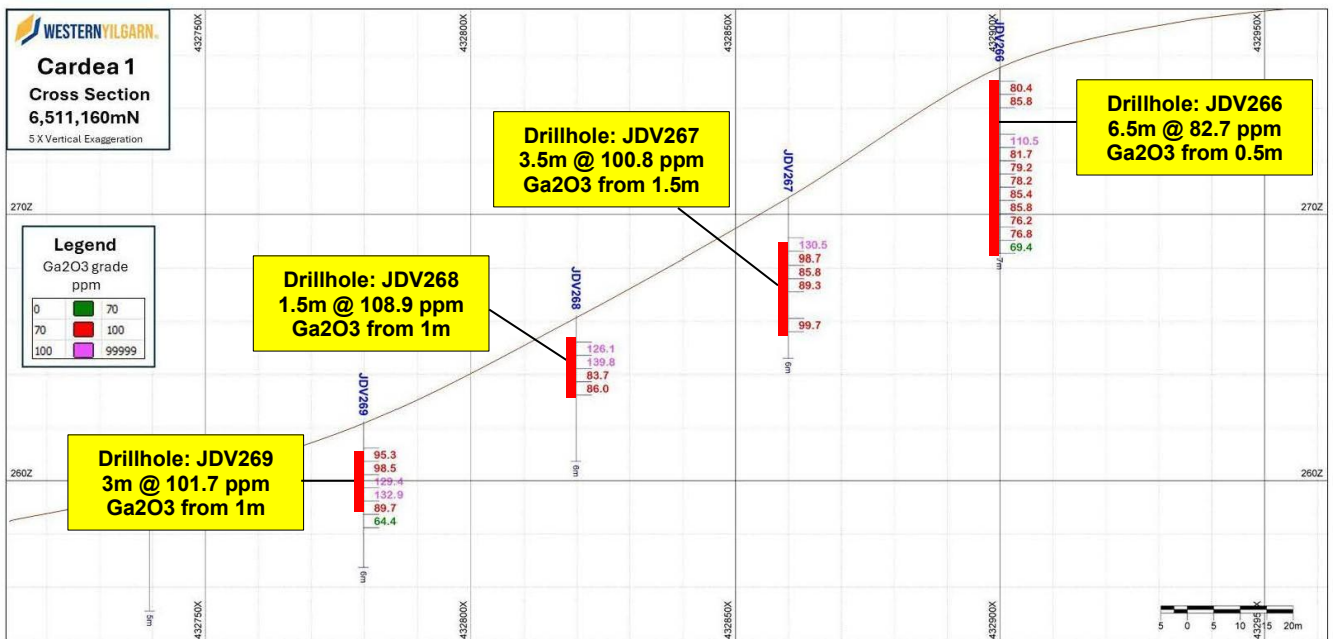 WESTERNYILGARN.
Cardea 1
Cross Section
6,511,160mN
5 X Vertical Exaggeration
432750X
432800X
432850X
432900X
432950X
JDV266
80.4
85.8
110.5
81.7
79.2
78.2
85.4
85.8
76.2
76.8
69.4
7m
Drillhole: JDV266
6.5m @ 82.7 ppm
Ga2O3 from 0.5m
Drillhole: JDV267
3.5m @ 100.8 ppm
Ga2O3 from 1.5m
JDV267
130.5
98.7
85.8
89.3
99.7
6m
270Z
270Z
Legend
Ga2O3 grade
ppm
0 70
70 100
100 99999
Drillhole: JDV268
1.5m @ 108.9 ppm
Ga2O3 from 1m
JDV268
126.1
139.8
83.7
86.0
6m
JDV269
95.3
98.5
129.4
132.9
89.7
64.4
6m
Drillhole: JDV269
3m @ 101.7 ppm
Ga2O3 from 1m
260Z
260Z
5m
432750X
432800X
432850X
432900X
432950X
5 0 5 10 15 20m